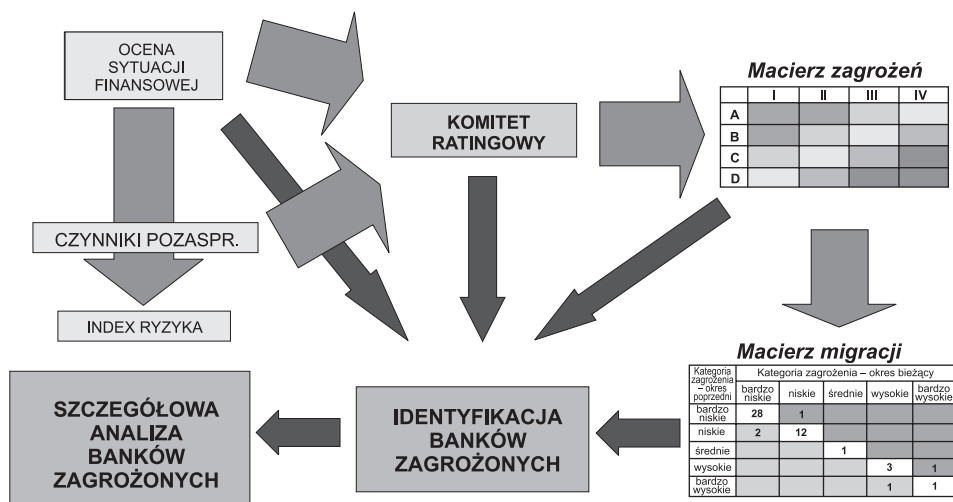 OCENA
SYTUACJI
FINANSOWEJ
CZYNNIKI POZASPR.
INDEX RYZYKA
KOMITET
RATINGOWY
Macierz zagrożeń
I II III IV
A
B
C
D
Macierz migracji
Kategoria zagrożenia – okres poprzedni
Kategoria zagrożenia – okres bieżący
bardzo niskie niskie średnie wysokie bardzo wysokie
bardzo niskie 28 1
niskie 2 12
średnie 1
wysokie 3 1
bardzo wysokie 1 1
IDENTYFIKACJA
BANKÓW
ZAGROŻONYCH
SZCZEGÓŁOWA
ANALIZA
BANKÓW
ZAGROŻONYCH